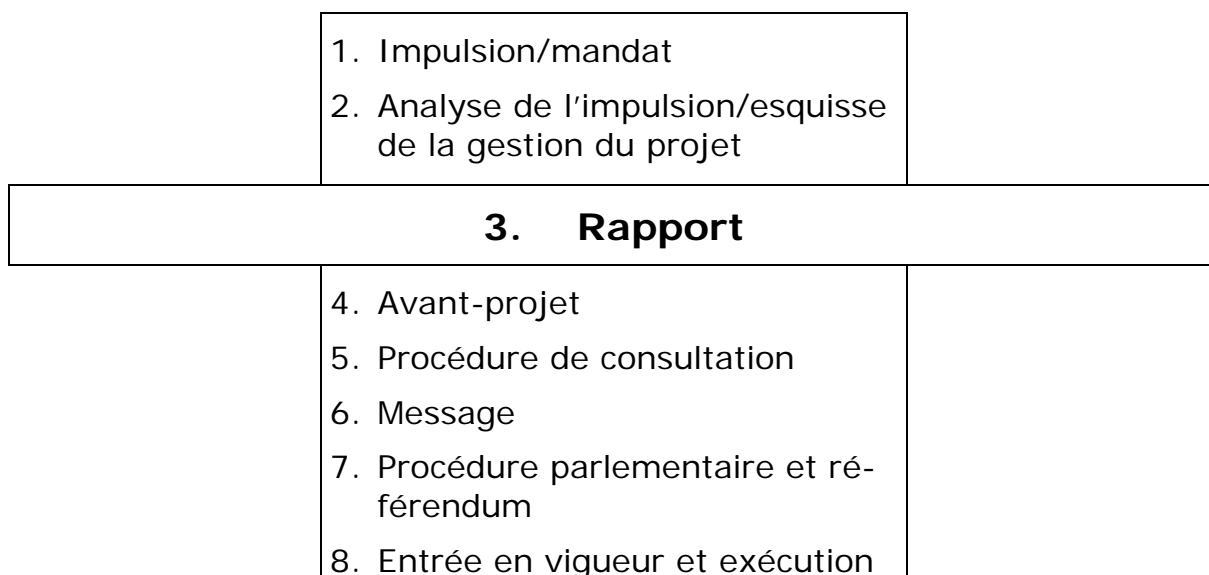 1. Impulsion/mandat
2. Analyse de l’impulsion/esquisse
de la gestion du projet
3. Rapport
4. Avant-projet
5. Procédure de consultation
6. Message
7. Procédure parlementaire et ré-
férendum
8. Entrée en vigueur et exécution